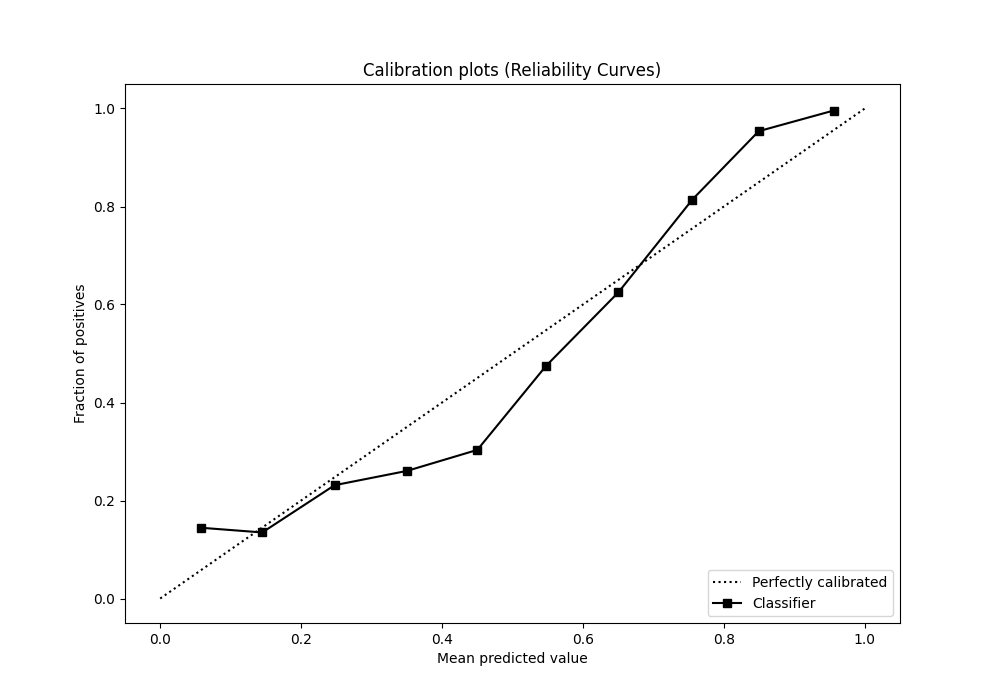 Calibration plots (Reliability Curves)
1.0
0.8
0.6
0.4
0.2
0.0
Fraction of positives
0.0 0.2 0.4 0.6 0.8 1.0
Mean predicted value
Perfectly calibrated
Classifier